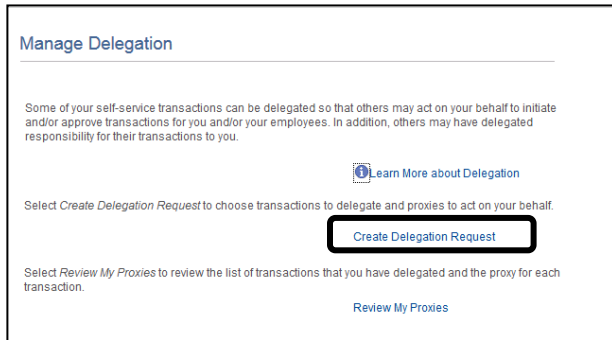 Manage Delegation
Some of your self-service transactions can be delegated so that others may act on your behalf to initiate
and/or approve transactions for you and/or your employees. In addition, others may have delegated
responsibility for their transactions to you.
Learn More about Delegation
Select Create Delegation Request to choose transactions to delegate and proxies to act on your behalf.
Create Delegation Request
Select Review My Proxies to review the list of transactions that you have delegated and the proxy for each
transaction.
Review My Proxies